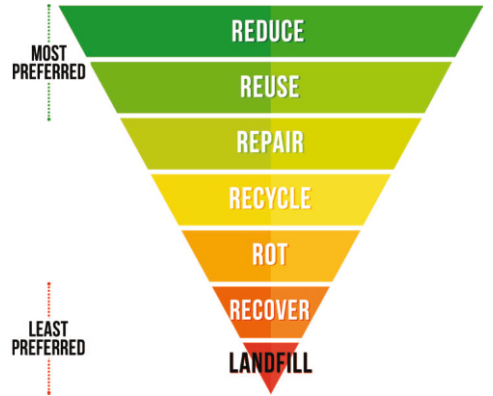 MOST
PREFERRED
REDUCE
REUSE
REPAIR
RECYCLE
ROT
RECOVER
LEAST
PREFERRED
LANDFILL